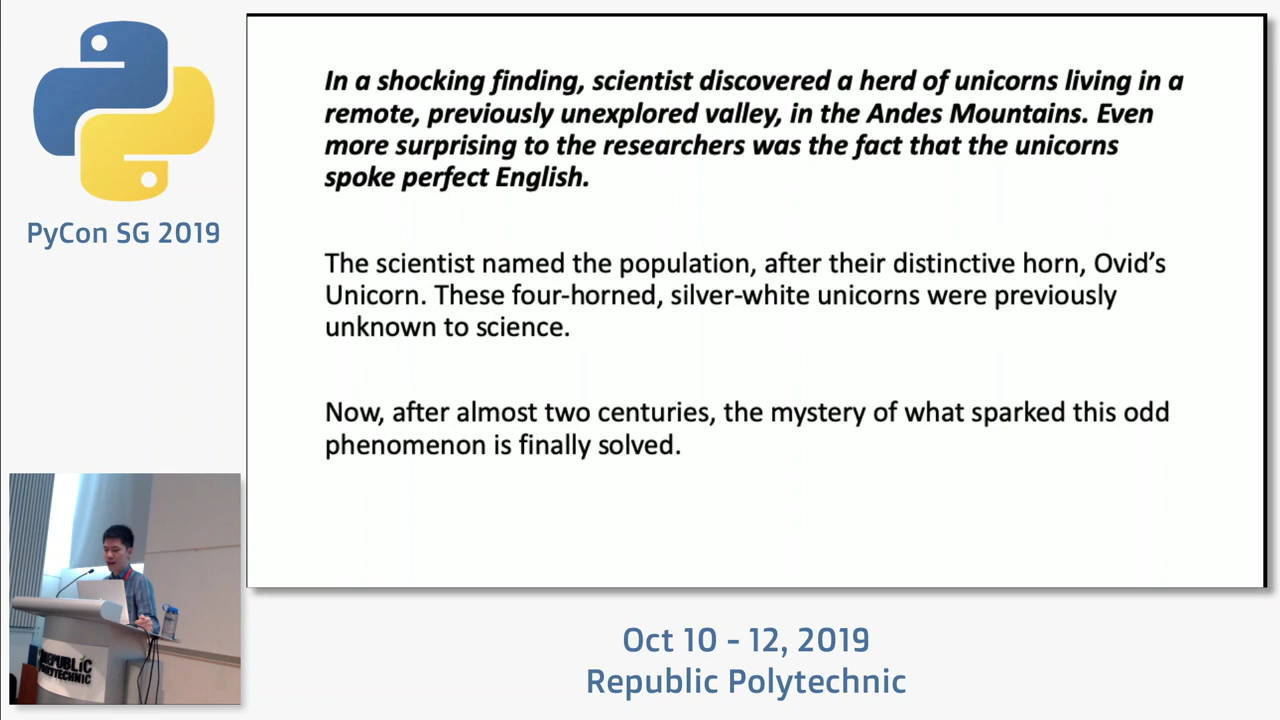 PyCon SG 2019
In a shocking finding, scientist discovered a herd of unicorns living in a
remote, previously unexplored valley, in the Andes Mountains. Even
more surprising to the researchers was the fact that the unicorns
spoke perfect English.
The scientist named the population, after their distinctive horn, Ovid’s
Unicorn. These four-horned, silver-white unicorns were previously
unknown to science.
Now, after almost two centuries, the mystery of what sparked this odd
phenomenon is finally solved.
REPUBLIC
POLYTECHNIC
Oct 10 - 12, 2019
Republic Polytechnic